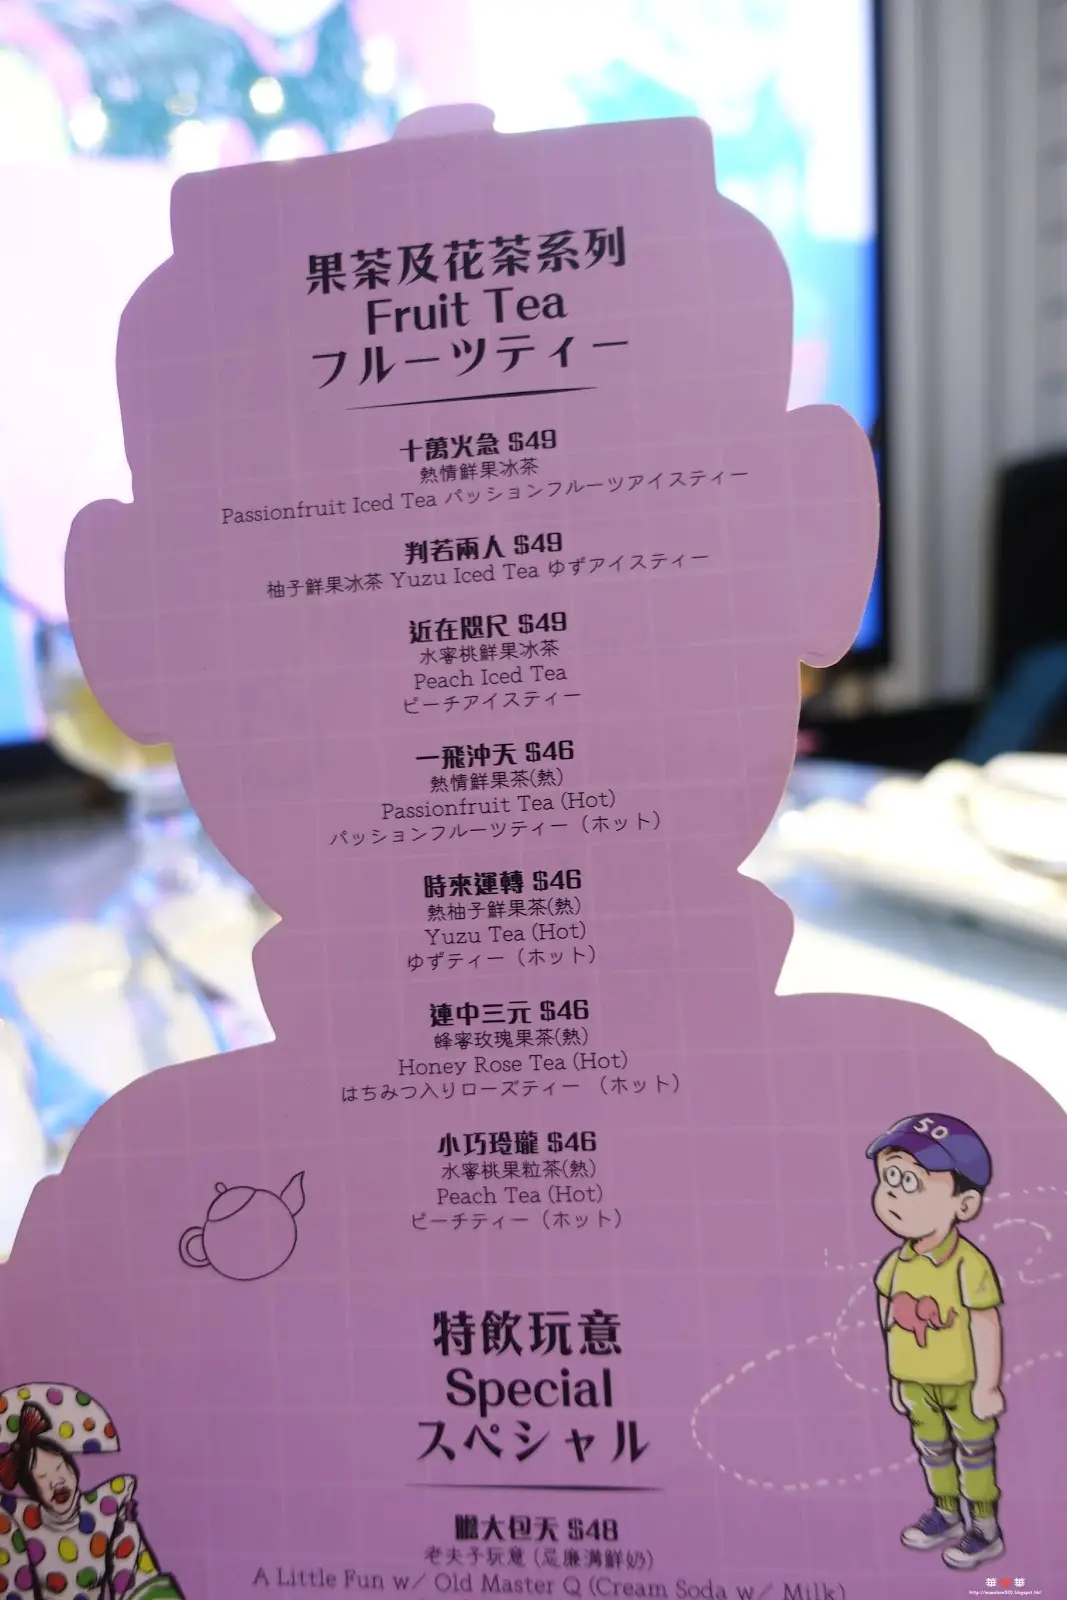 果茶及花茶系列
Fruit Tea
フルーツティー
十萬火急 $49
熱情鮮果冰茶
Passionfruit Iced Tea パッションフルーツアイスティー
判若兩人 $49
柚子鮮果冰茶 Yuzu Iced Tea ゆずアイスティー
近在咫尺 $49
水蜜桃鮮果冰茶
Peach Iced Tea
ピーチアイスティー
一飛沖天 $46
熱情鮮果茶(熱)
Passionfruit Tea (Hot)
パッションフルーツティー（ホット）
時來運轉 $46
熱柚子鮮果茶(熱)
Yuzu Tea (Hot)
ゆずティー（ホット）
連中三元 $46
蜂蜜玫瑰果茶(熱)
Honey Rose Tea (Hot)
はちみつ入りローズティー （ホット）
小巧玲瓏 $46
水蜜桃果粒茶(熱)
Peach Tea (Hot)
ピーチティー（ホット）
50
特飲玩意
Special
スペシャル
膽大包天 $48
老夫子玩意 (忌廉溝鮮奶)
A Little Fun w/ Old Master Q (Cream Soda w/ Milk)